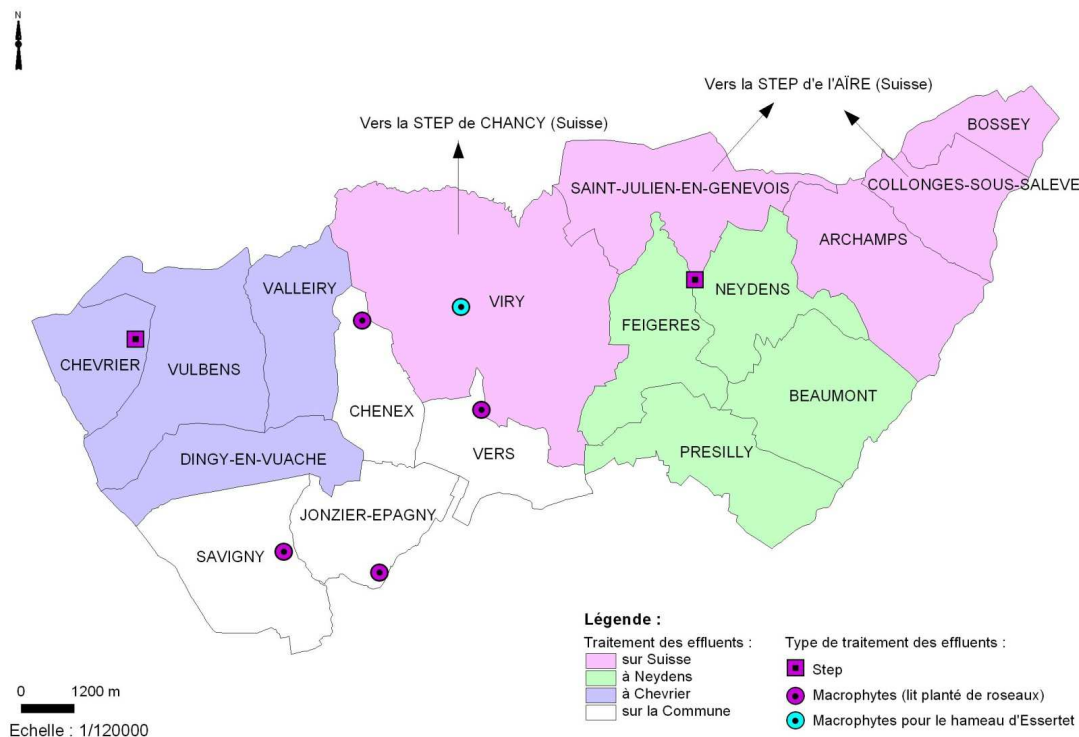 Vers la STEP d'e l'AÏRE (Suisse)
BOSSEY
Vers la STEP de CHANCY (Suisse)
SAINT-JULIEN-EN-GENEVOIS
COLLONGES-SOUS-SALEVE
ARCHAMPS
VALLEIRY
NEYDENS
VIRY
FEIGERES
CHEVRIER
VULBENS
BEAUMONT
CHENEX
PRESILLY
VERS
DINGY-EN-VUACHE
JONZIER-EPAGNY
SAVIGNY
Légende :
Traitement des effluents :
sur Suisse
à Neydens
à Chevrier
sur la Commune
Type de traitement des effluents :
Step
Macrophytes (lit planté de roseaux)
Macrophytes pour le hameau d'Essertet
0 1200 m
Echelle : 1/120000